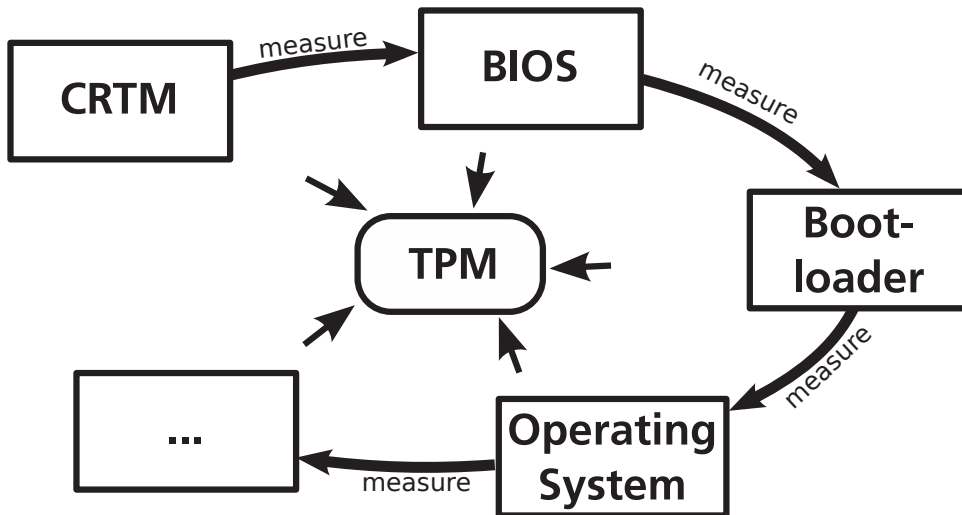 CRTM
measure
BIOS
measure
Boot-
loader
TPM
measure
Operating
System
measure
...